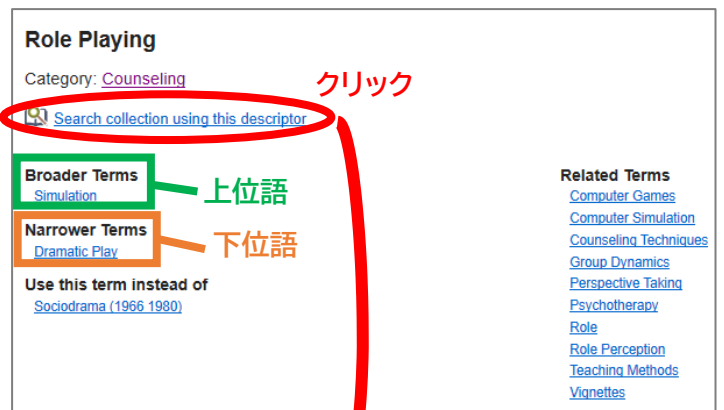 Role Playing
Category: Counseling
クリック
Search collection using this descriptor
Broader Terms
Simulation
上位語
Narrower Terms
Dramatic Play
下位語
Use this term instead of
Sociodrama (1966 1980)
Related Terms
Computer Games
Computer Simulation
Counseling Techniques
Group Dynamics
Perspective Taking
Psychotherapy
Role
Role Perception
Teaching Methods
Vignettes